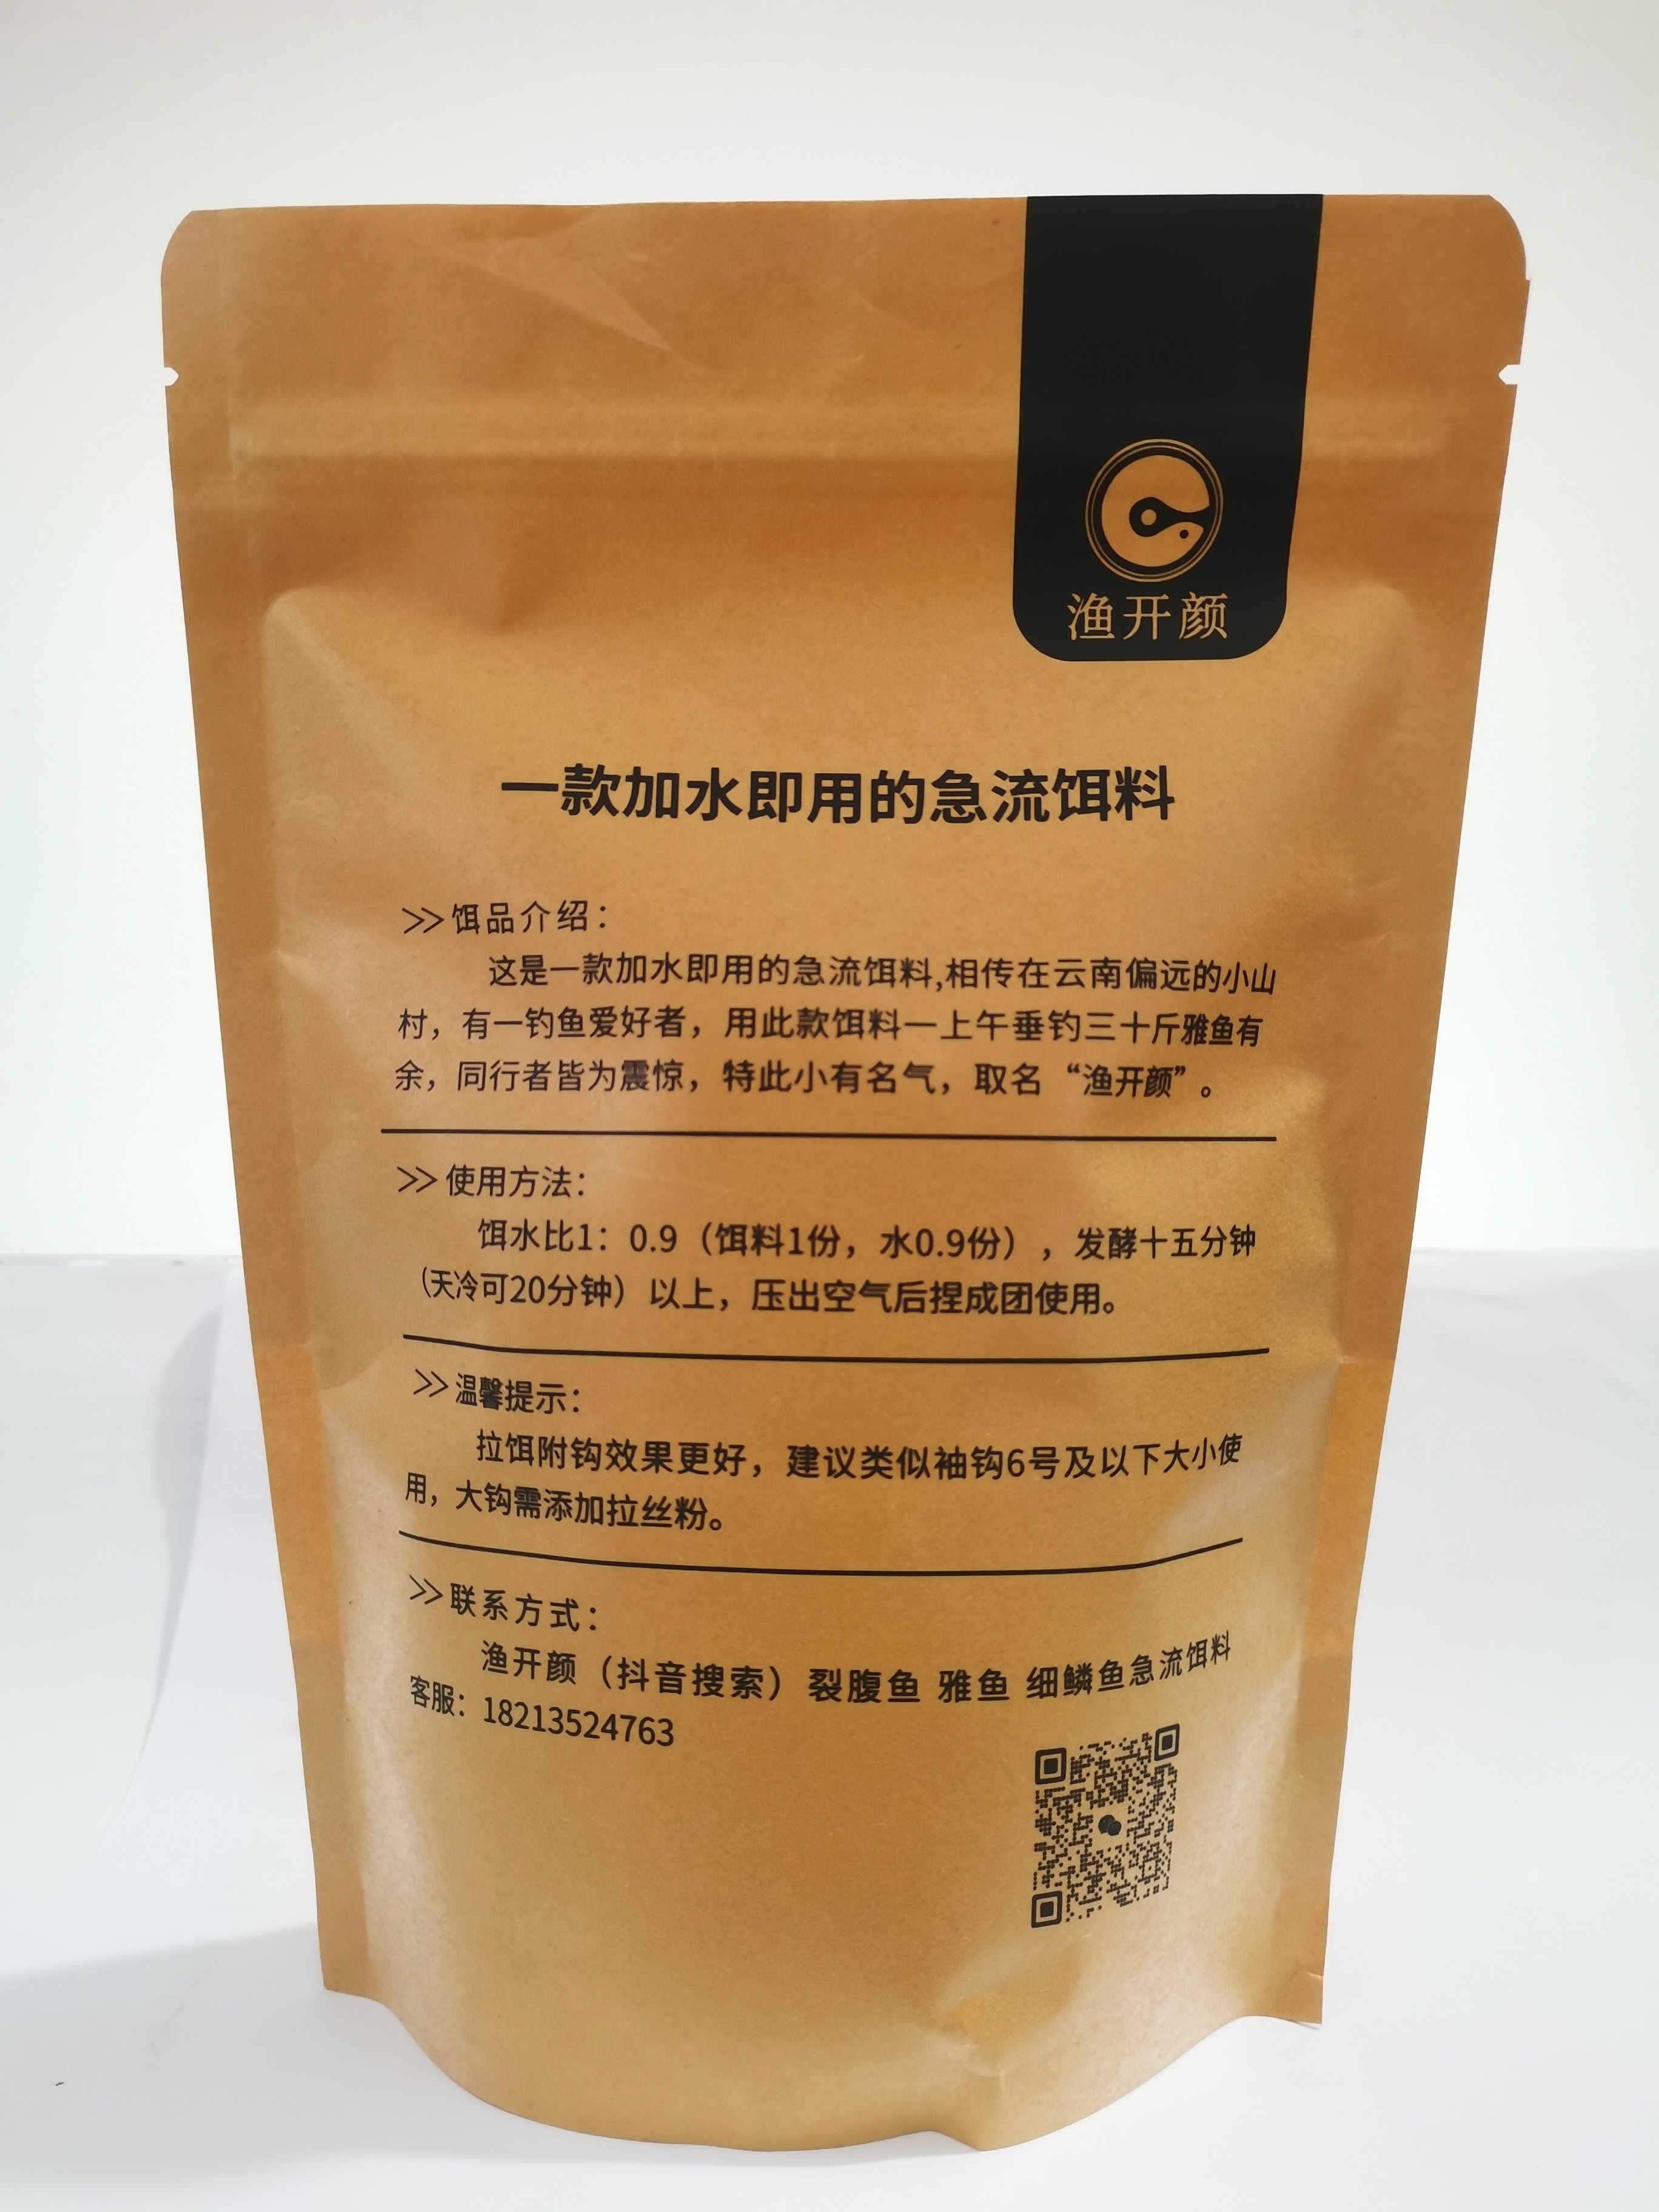 渔开颜
一款加水即用的急流饵料
>>饵品介绍：
这是一款加水即用的急流饵料,相传在云南偏远的小山
村，有一钓鱼爱好者，用此款饵料一上午垂钓三十斤雅鱼有
余，同行者皆为震惊，特此小有名气，取名“渔开颜”。
>>使用方法：
饵水比1：0.9（饵料1份，水0.9份），发酵十五分钟
（天冷可20分钟）以上，压出空气后捏成团使用。
>>温馨提示：
拉饵附钩效果更好，建议类似袖钩6号及以下大小使
用，大钩需添加拉丝粉。
>>联系方式：
渔开颜（抖音搜索）裂腹鱼 雅鱼 细鳞鱼急流饵料
客服：18213524763